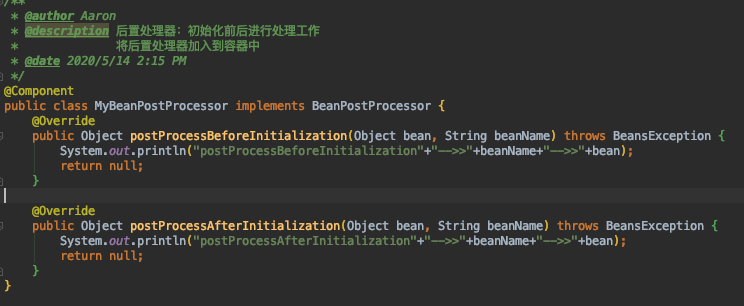 /**
* @author Aaron
* @description 后置处理器：初始化前后进行处理工作
* 将后置处理器加入到容器中
* @date 2020/5/14 2:15 PM
*/
@Component
public class MyBeanPostProcessor implements BeanPostProcessor {
@Override
public Object postProcessBeforeInitialization(Object bean, String beanName) throws BeansException {
System.out.println("postProcessBeforeInitialization"+"-->>"+beanName+"-->>"+bean);
return null;
}
@Override
public Object postProcessAfterInitialization(Object bean, String beanName) throws BeansException {
System.out.println("postProcessAfterInitialization"+"-->>"+beanName+"-->>"+bean);
return null;
}
}